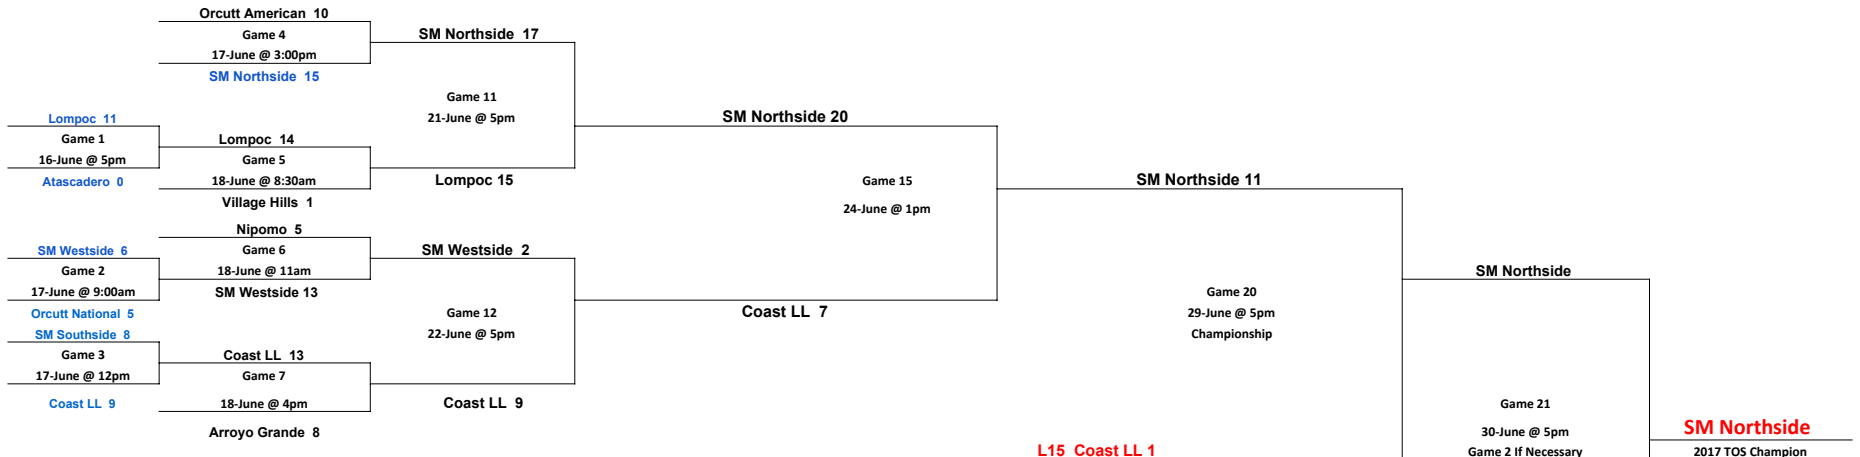 Orcutt American 10
Game 4
17-June @ 3:00pm
SM Northside 15
Lompoc 11
Game 1
16-June @ 5pm
Atascadero 0
Lompoc 14
Game 5
18-June @ 8:30am
Village Hills 1
SM Westside 6
Game 2
17-June @ 9:00am
Orcutt National 5
Nipomo 5
Game 6
18-June @ 11am
SM Westside 13
SM Southside 8
Game 3
17-June @ 12pm
Coast LL 9
Coast LL 13
Game 7
18-June @ 4pm
Arroyo Grande 8
SM Northside 17
Game 11
21-June @ 5pm
Lompoc 15
SM Westside 2
Game 12
22-June @ 5pm
Coast LL 9
SM Northside 20
Game 15
24-June @ 1pm
Coast LL 7
SM Northside 11
Game 20
29-June @ 5pm
Championship
L15 Coast LL 1
SM Northside
Game 21
30-June @ 5pm
Game 2 If Necessary
SM Northside
2017 TOS Champion